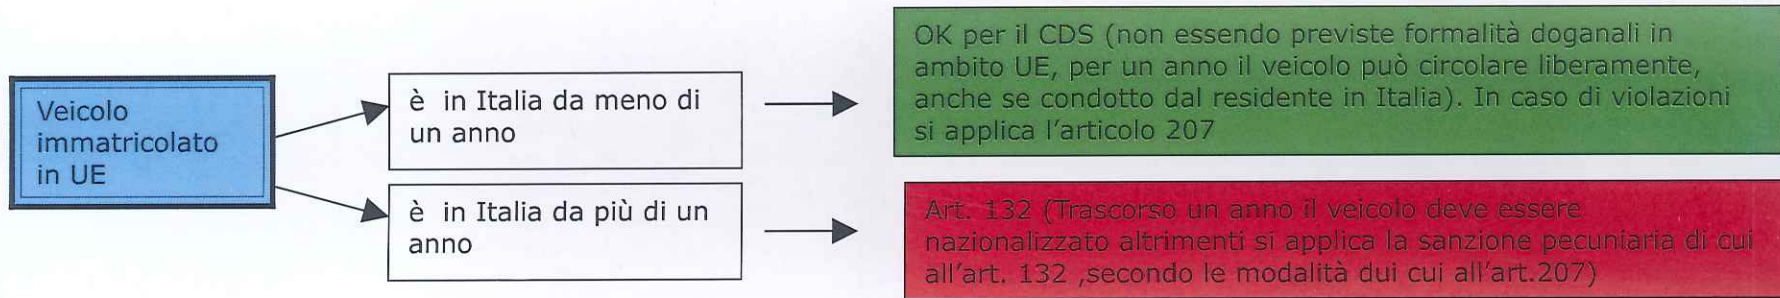 Veicolo
immatricolato
in UE
è in Italia da meno di
un anno
OK per il CDS (non essendo previste formalità doganali in
ambito UE, per un anno il veicolo può circolare liberamente,
anche se condotto dal residente in Italia). In caso di violazioni
si applica l'articolo 207
è in Italia da più di un
anno
Art. 132 (Trascorso un anno il veicolo deve essere
nazionalizzato altrimenti si applica la sanzione pecuniaria di cui
all'art. 132 ,secondo le modalità dui cui all'art.207)